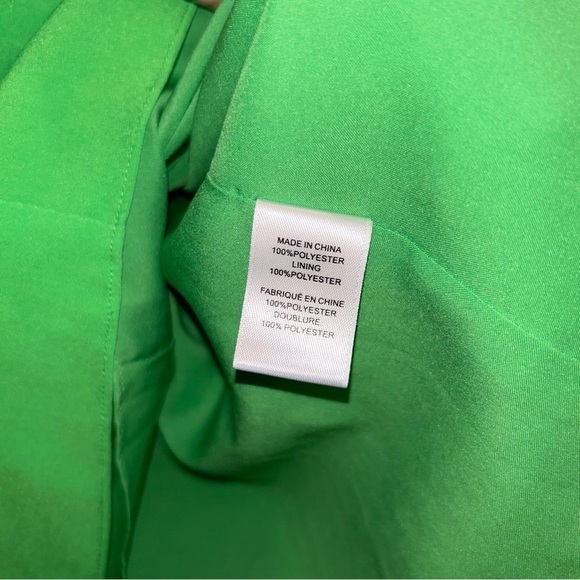 MADE IN CHINA
100%POLYESTER
LINING
100%POLYESTER
FABRIQUÉ EN CHINE
100%POLYESTER
DOUBLURE
100% POLYESTER